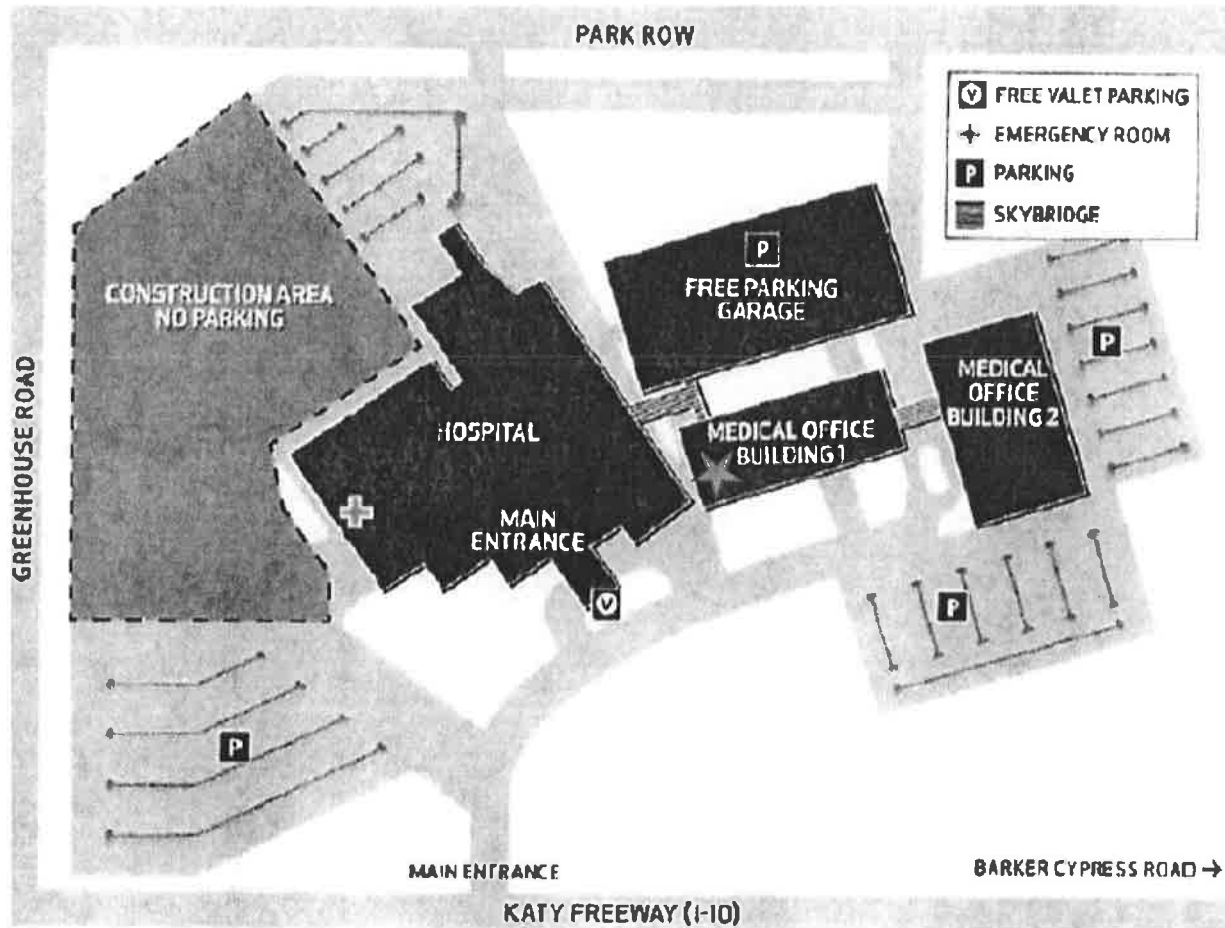 PARK ROW
V FREE VALET PARKING
EMERGENCY ROOM
P PARKING
SKYBRIDGE
CONSTRUCTION AREA
NO PARKING
P
FREE PARKING
GARAGE
P
MEDICAL
OFFICE
BUILDING 2
HOSPITAL
MEDICAL OFFICE
BUILDING 1
GREENHOUSE ROAD
MAIN
ENTRANCE
V
P
P
MAIN ENTRANCE
BARKER CYPRESS ROAD →
KATY FREEWAY (I-10)